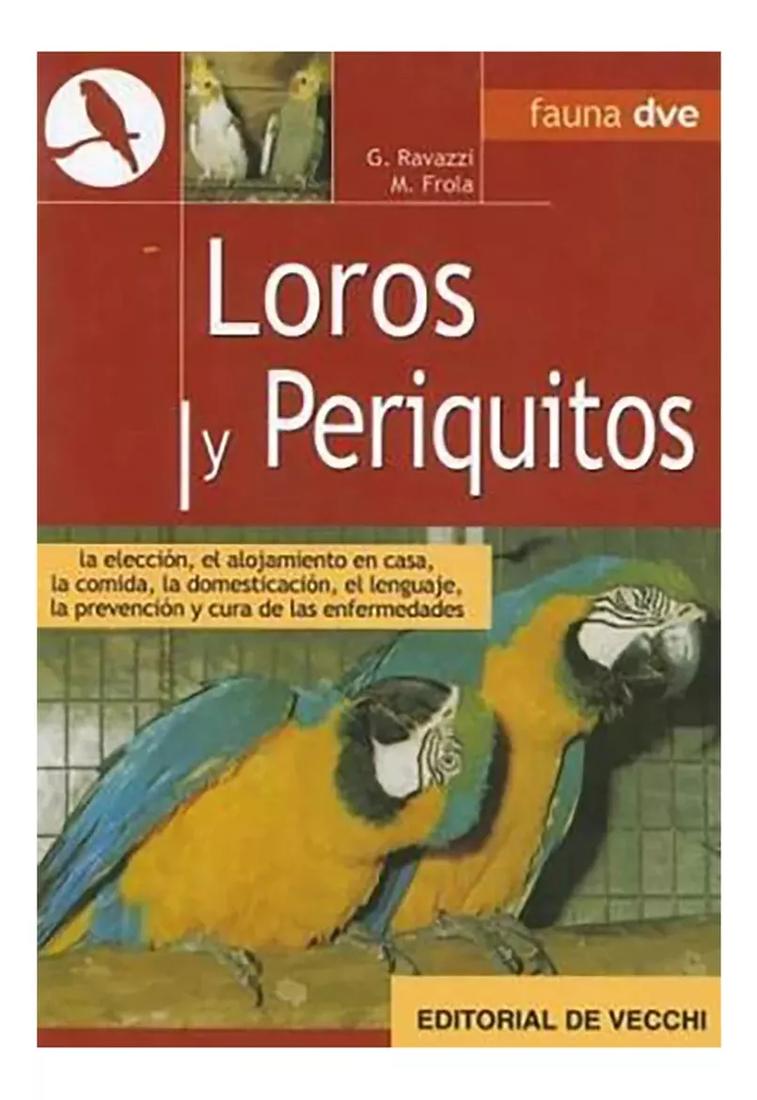 fauna dve
G. Ravazzi
M. Frola
Loros
y Periquitos
la elección, el alojamiento en casa,
la comida, la domesticación, el lenguaje,
la prevención y cura de las enfermedades
EDITORIAL DE VECCHI